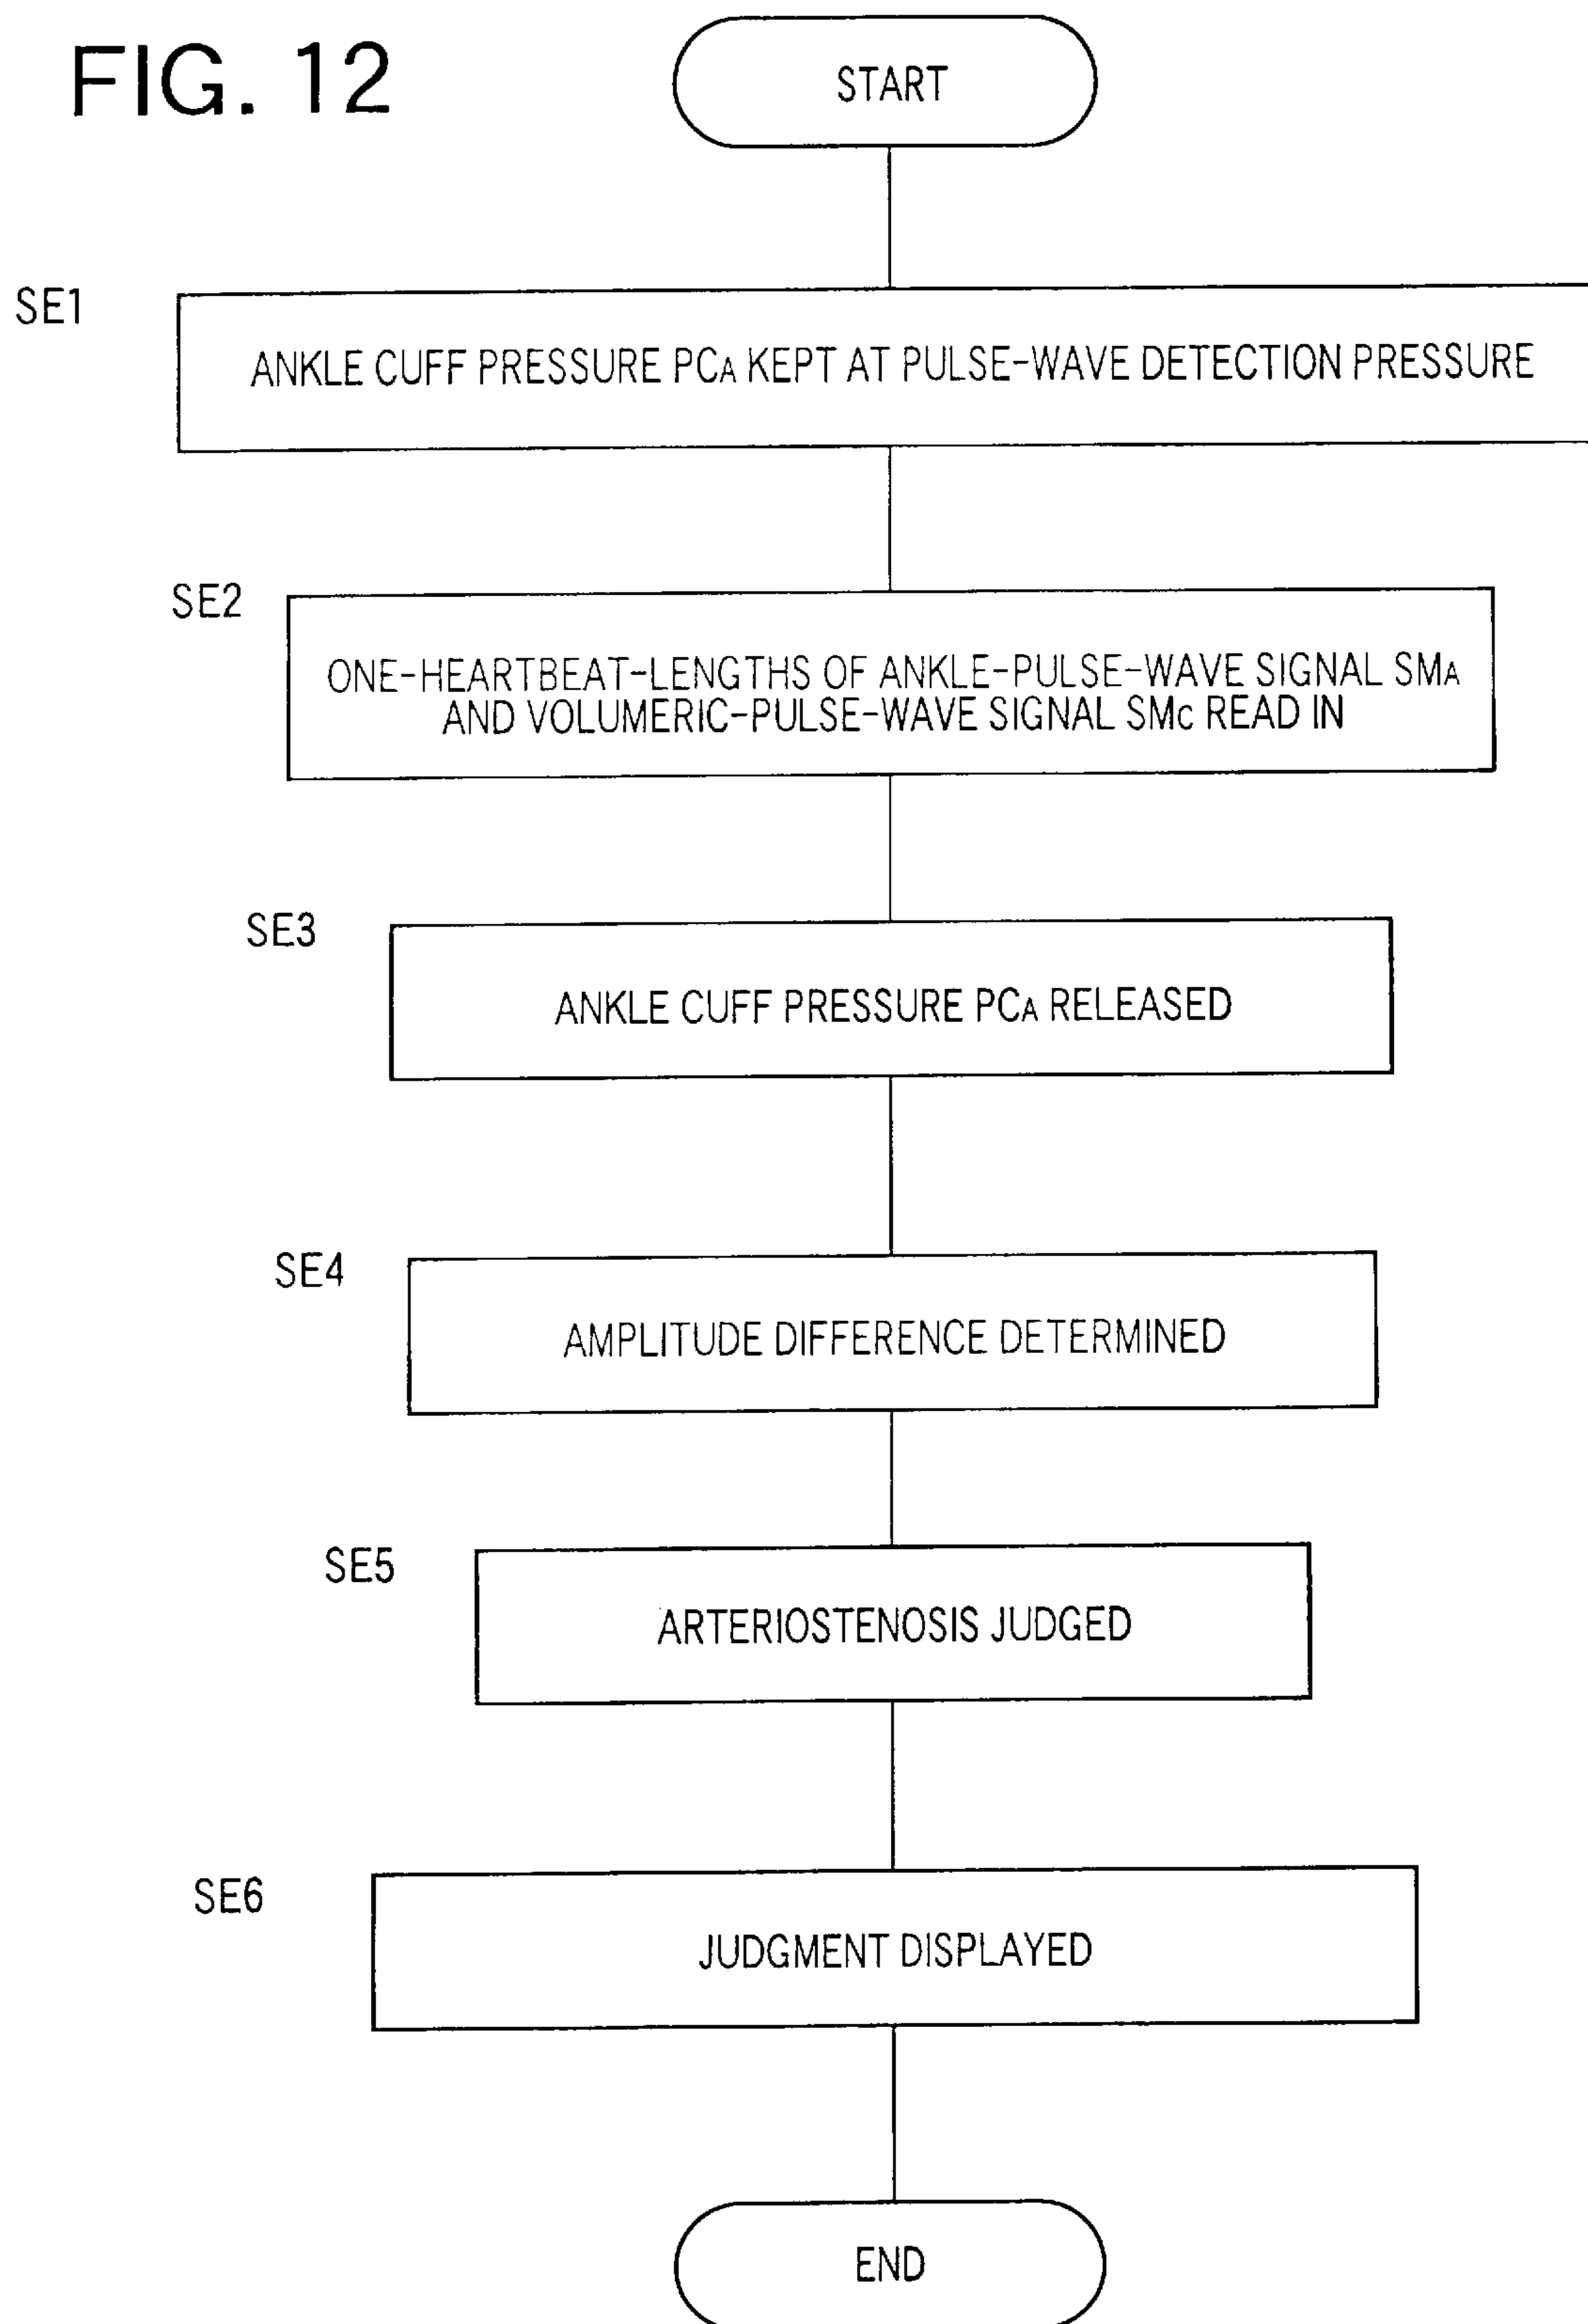 FIG. 12
START
SE1
ANKLE CUFF PRESSURE PCA KEPT AT PULSE-WAVE DETECTION PRESSURE
SE2
ONE-HEARTBEAT-LENGTHS OF ANKLE-PULSE-WAVE SIGNAL SMA
AND VOLUMERIC-PULSE-WAVE SIGNAL SMC READ IN
SE3
ANKLE CUFF PRESSURE PCA RELEASED
SE4
AMPLITUDE DIFFERENCE DETERMINED
SE5
ARTERIOSTENOSIS JUDGED
SE6
JUDGMENT DISPLAYED
END